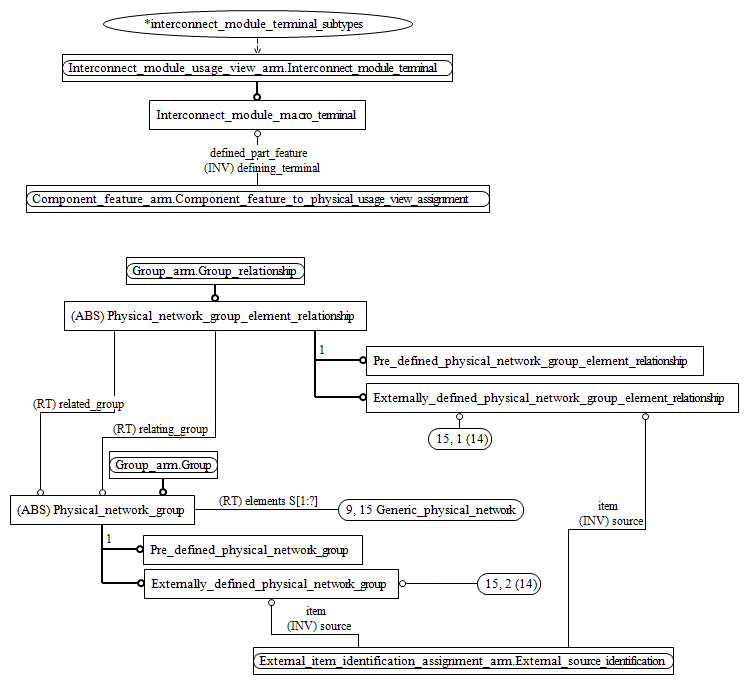 *interconnect_module_terminal_subtypes
Interconnect_module_usage_view_arm.Interconnect_module_terminal
Interconnect_module_macro_terminal
defined_part_feature
(INV) defining_terminal
Component_feature_arm.Component_feature_to_physical_usage_view_assignment
Group_arm.Group_relationship
(ABS) Physical_network_group_element_relationship
1
Pre_defined_physical_network_group_element_relationship
Externally_defined_physical_network_group_element_relationship
(RT) related_group
(RT) relating_group
15, 1 (14)
Group_arm.Group
(ABS) Physical_network_group
(RT) elements S[1:?]
9, 15 Generic_physical_network
item
(INV) source
1
Pre_defined_physical_network_group
Externally_defined_physical_network_group
15, 2 (14)
item
(INV) source
External_item_identification_assignment_arm.External_source_identification